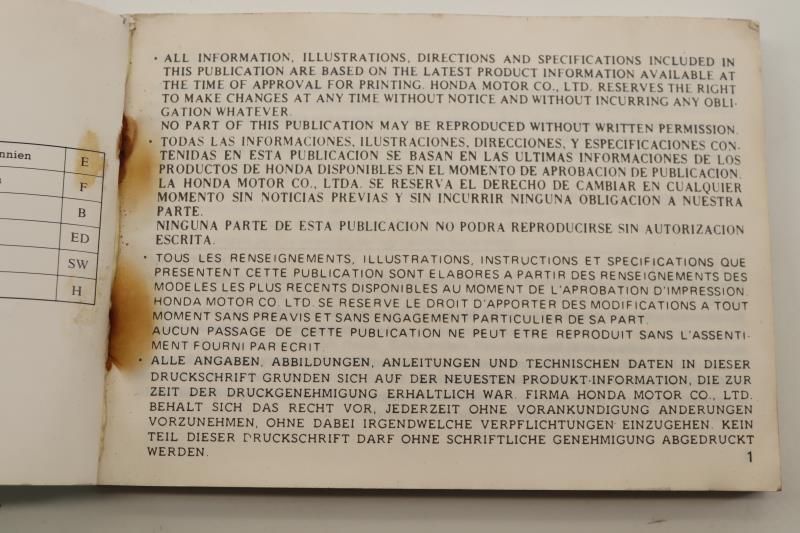 nnien E
F
B
ED
SW
H
· ALL INFORMATION, ILLUSTRATIONS, DIRECTIONS AND SPECIFICATIONS INCLUDED IN
THIS PUBLICATION ARE BASED ON THE LATEST PRODUCT INFORMATION AVAILABLE AT
THE TIME OF APPROVAL FOR PRINTING. HONDA MOTOR CO., LTD. RESERVES THE RIGHT
TO MAKE CHANGES AT ANY TIME WITHOUT NOTICE AND WITHOUT INCURRING ANY OBLI-
GATION WHATEVER.
NO PART OF THIS PUBLICATION MAY BE REPRODUCED WITHOUT WRITTEN PERMISSION.
· TODAS LAS INFORMACIONES, ILUSTRACIONES, DIRECCIONES, Y ESPECIFICACIONES CON-
TENIDAS EN ESTA PUBLICACION SE BASAN EN LAS ULTIMAS INFORMACIONES DE LOS
PRODUCTOS DE HONDA DISPONIBLES EN EL MOMENTO DE APROBACION DE PUBLICACION.
LA HONDA MOTOR CO., LTDA. SE RESERVA EL DERECHO DE CAMBIAR EN CUALQUIER
MOMENTO SIN NOTICIAS PREVIAS Y SIN INCURRIR NINGUNA OBLIGACION A NUESTRA
PARTE.
NINGUNA PARTE DE ESTA PUBLICACION NO PODRA REPRODUCIRSE SIN AUTORIZACION
ESCRITA.
· TOUS LES RENSEIGNEMENTS, ILLUSTRATIONS, INSTRUCTIONS ET SPECIFICATIONS QUE
PRESENTENT CETTE PUBLICATION SONT ELABORES A PARTIR DES RENSEIGNEMENTS DES
MODELES LES PLUS RECENTS DISPONIBLES AU MOMENT DE L'APROBATION D'IMPRESSION.
HONDA MOTOR CO. LTD. SE RESERVE LE DROIT D'APPORTER DES MODIFICATIONS A TOUT
MOMENT SANS PREAVIS ET SANS ENGAGEMENT PARTICULIER DE SA PART.
AUCUN PASSAGE DE CETTE PUBLICATION NE PEUT ETRE REPRODUIT SANS L'ASSENTI-
MENT FOURNI PAR ECRIT.
· ALLE ANGABEN, ABBILDUNGEN, ANLEITUNGEN UND TECHNISCHEN DATEN IN DIESER
DRUCKSCHRIFT GRUNDEN SICH AUF DER NEUESTEN PRODUKT-INFORMATION, DIE ZUR
ZEIT DER DRUCKGENEHMIGUNG ERHALTLICH WAR. FIRMA HONDA MOTOR CO., LTD.
BEHALT SICH DAS RECHT VOR, JEDERZEIT OHNE VORANKUNDIGUNG ANDERUNGEN
VORZUNEHMEN, OHNE DABEI IRGENDWELCHE VERPFLICHTUNGEN EINZUGEHEN. KEIN
TEIL DIESER DRUCKSCHRIFT DARF OHNE SCHRIFTLICHE GENEHMIGUNG ABGEDRUCKT
WERDEN.
1